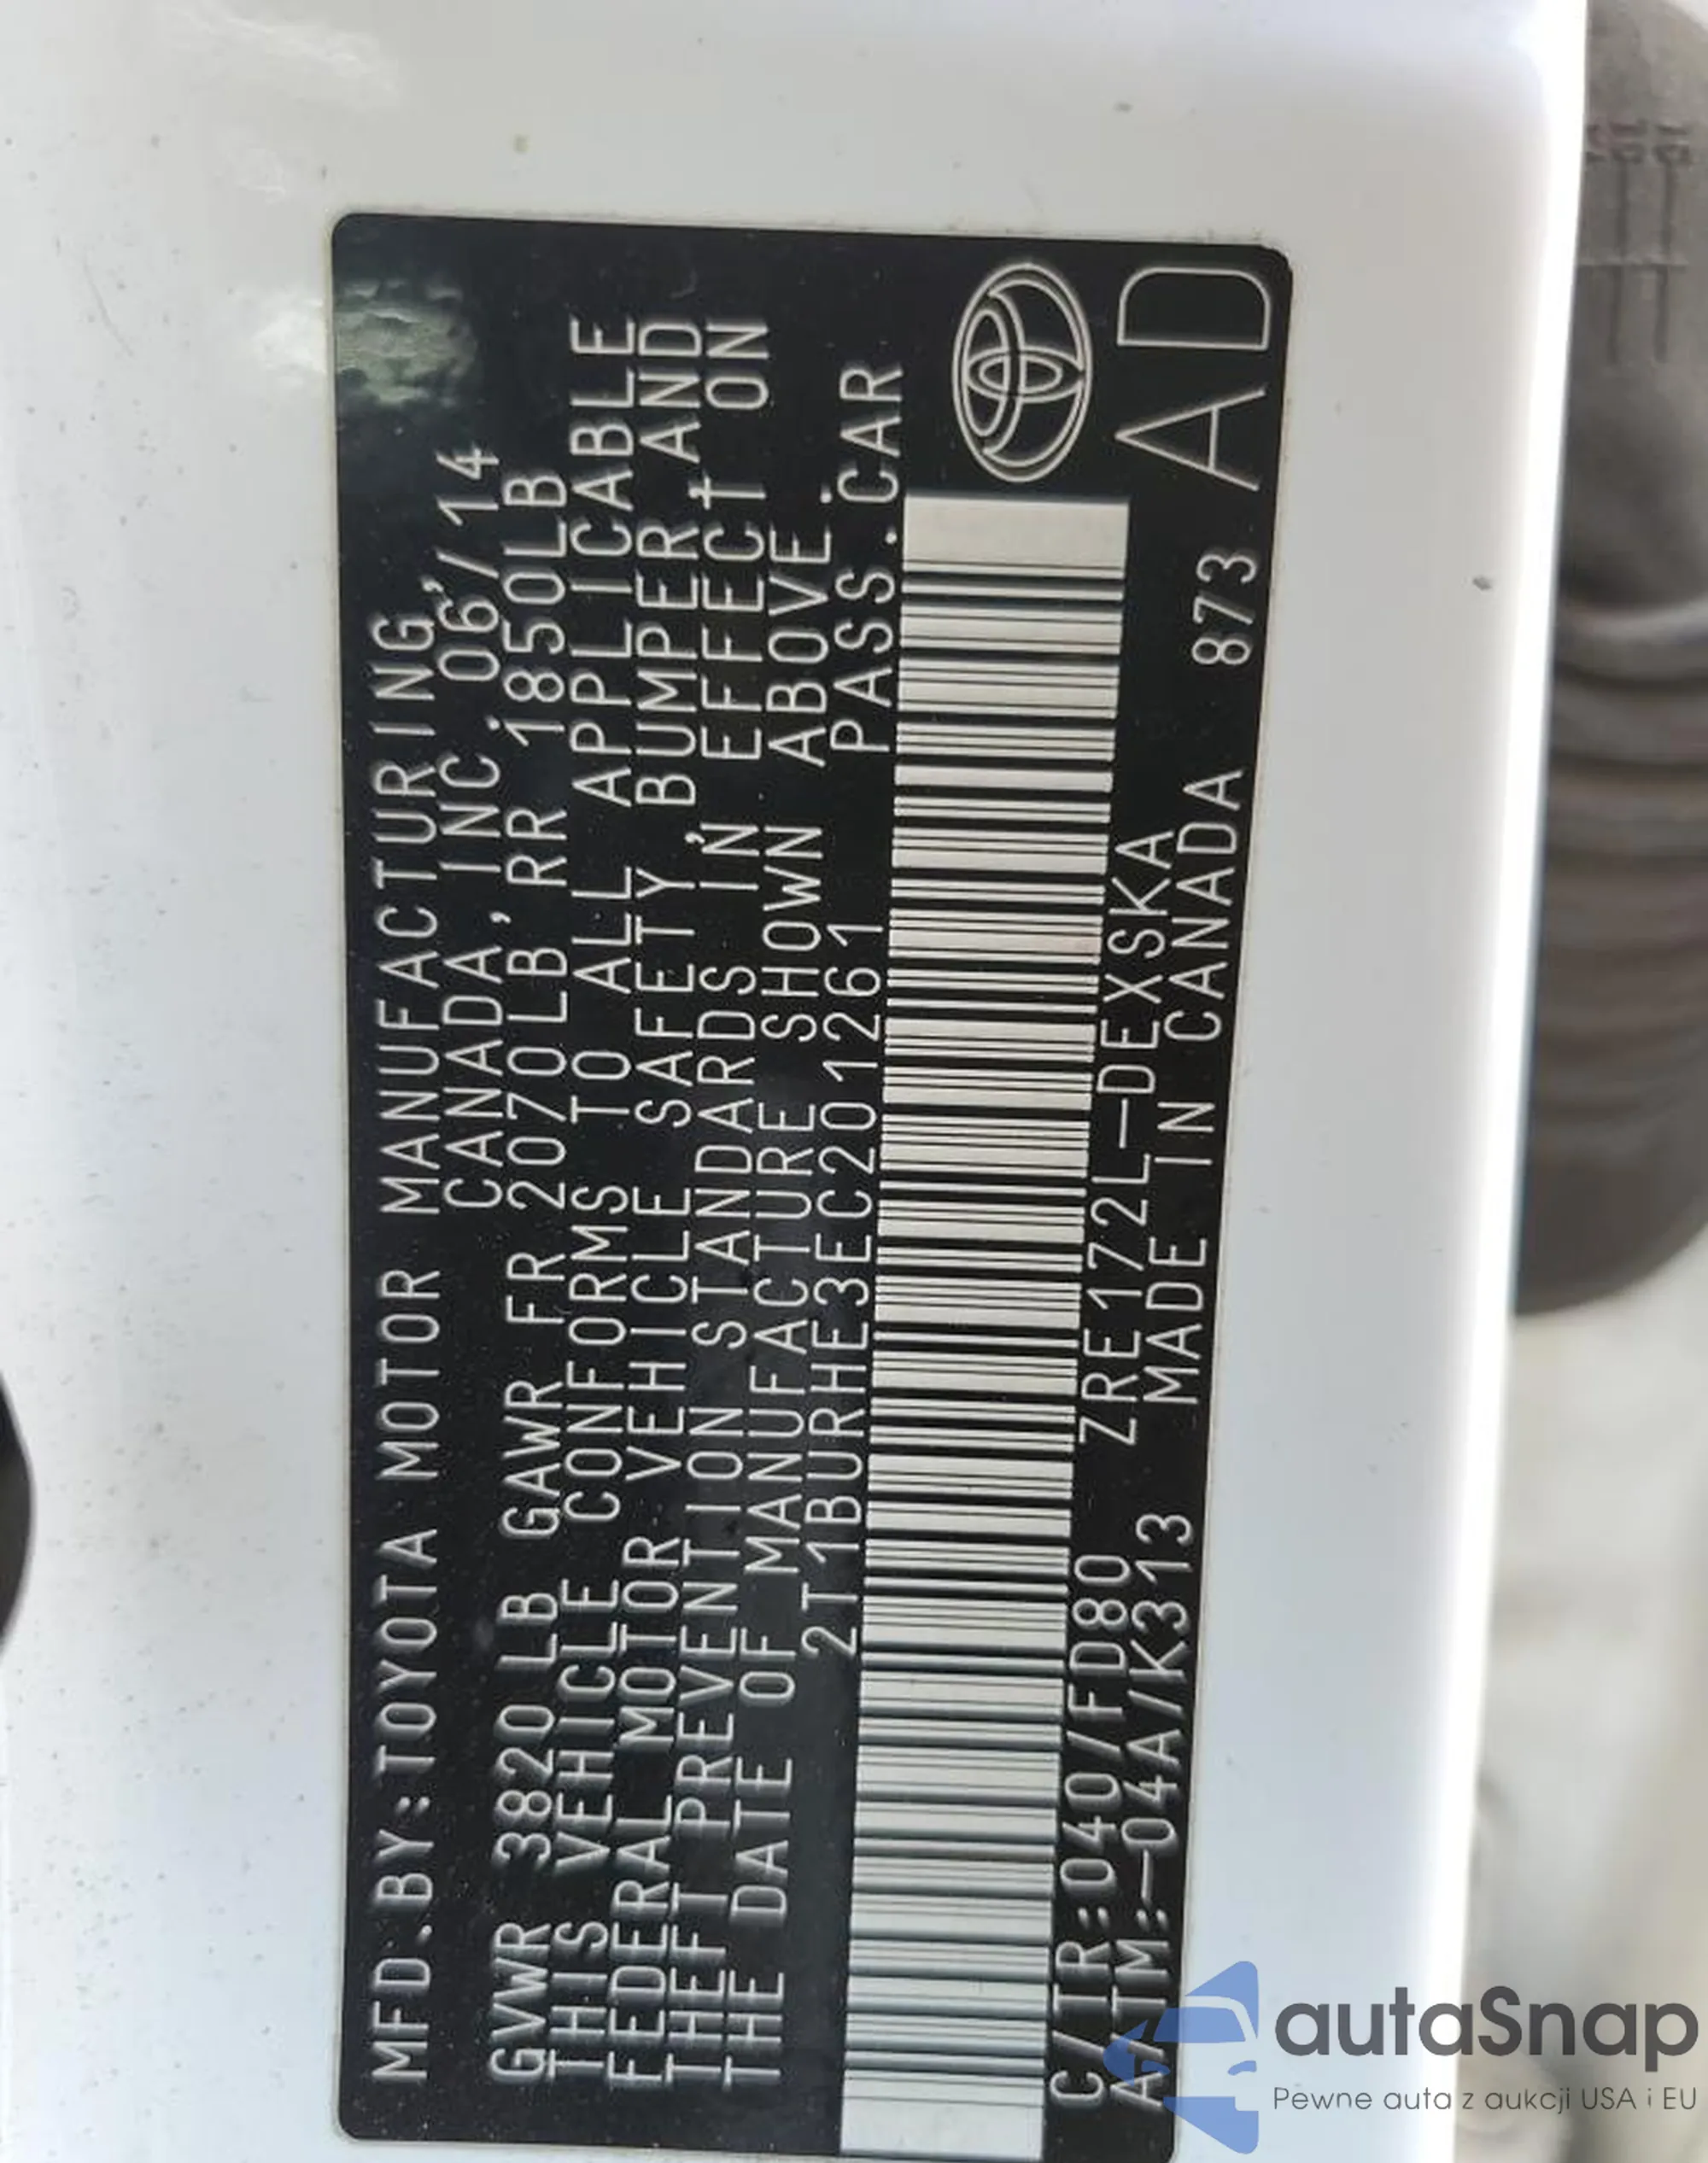 MFD.BY:TOYOTA MOTOR MANUFACTURING
CANADA, INC. 06/14
GVWR 3820LB GAWR FR 2070LB, RR 1850LB
THIS VEHICLE CONFORMS TO ALL APPLICABLE
FEDERAL MOTOR VEHICLE SAFETY, BUMPER, AND
THEFT PREVENTION STANDARDS IN EFFECT ON
THE DATE OF MANUFACTURE SHOWN ABOVE.
2T1BURHE3EC201261 PASS.CAR
C/TR:040/FD80 ZRE172L-DEXSKA
A/TM:-04A/K313 MADE IN CANADA 873
AD
autaSnap
Pewne auta z aukcji USA i EU